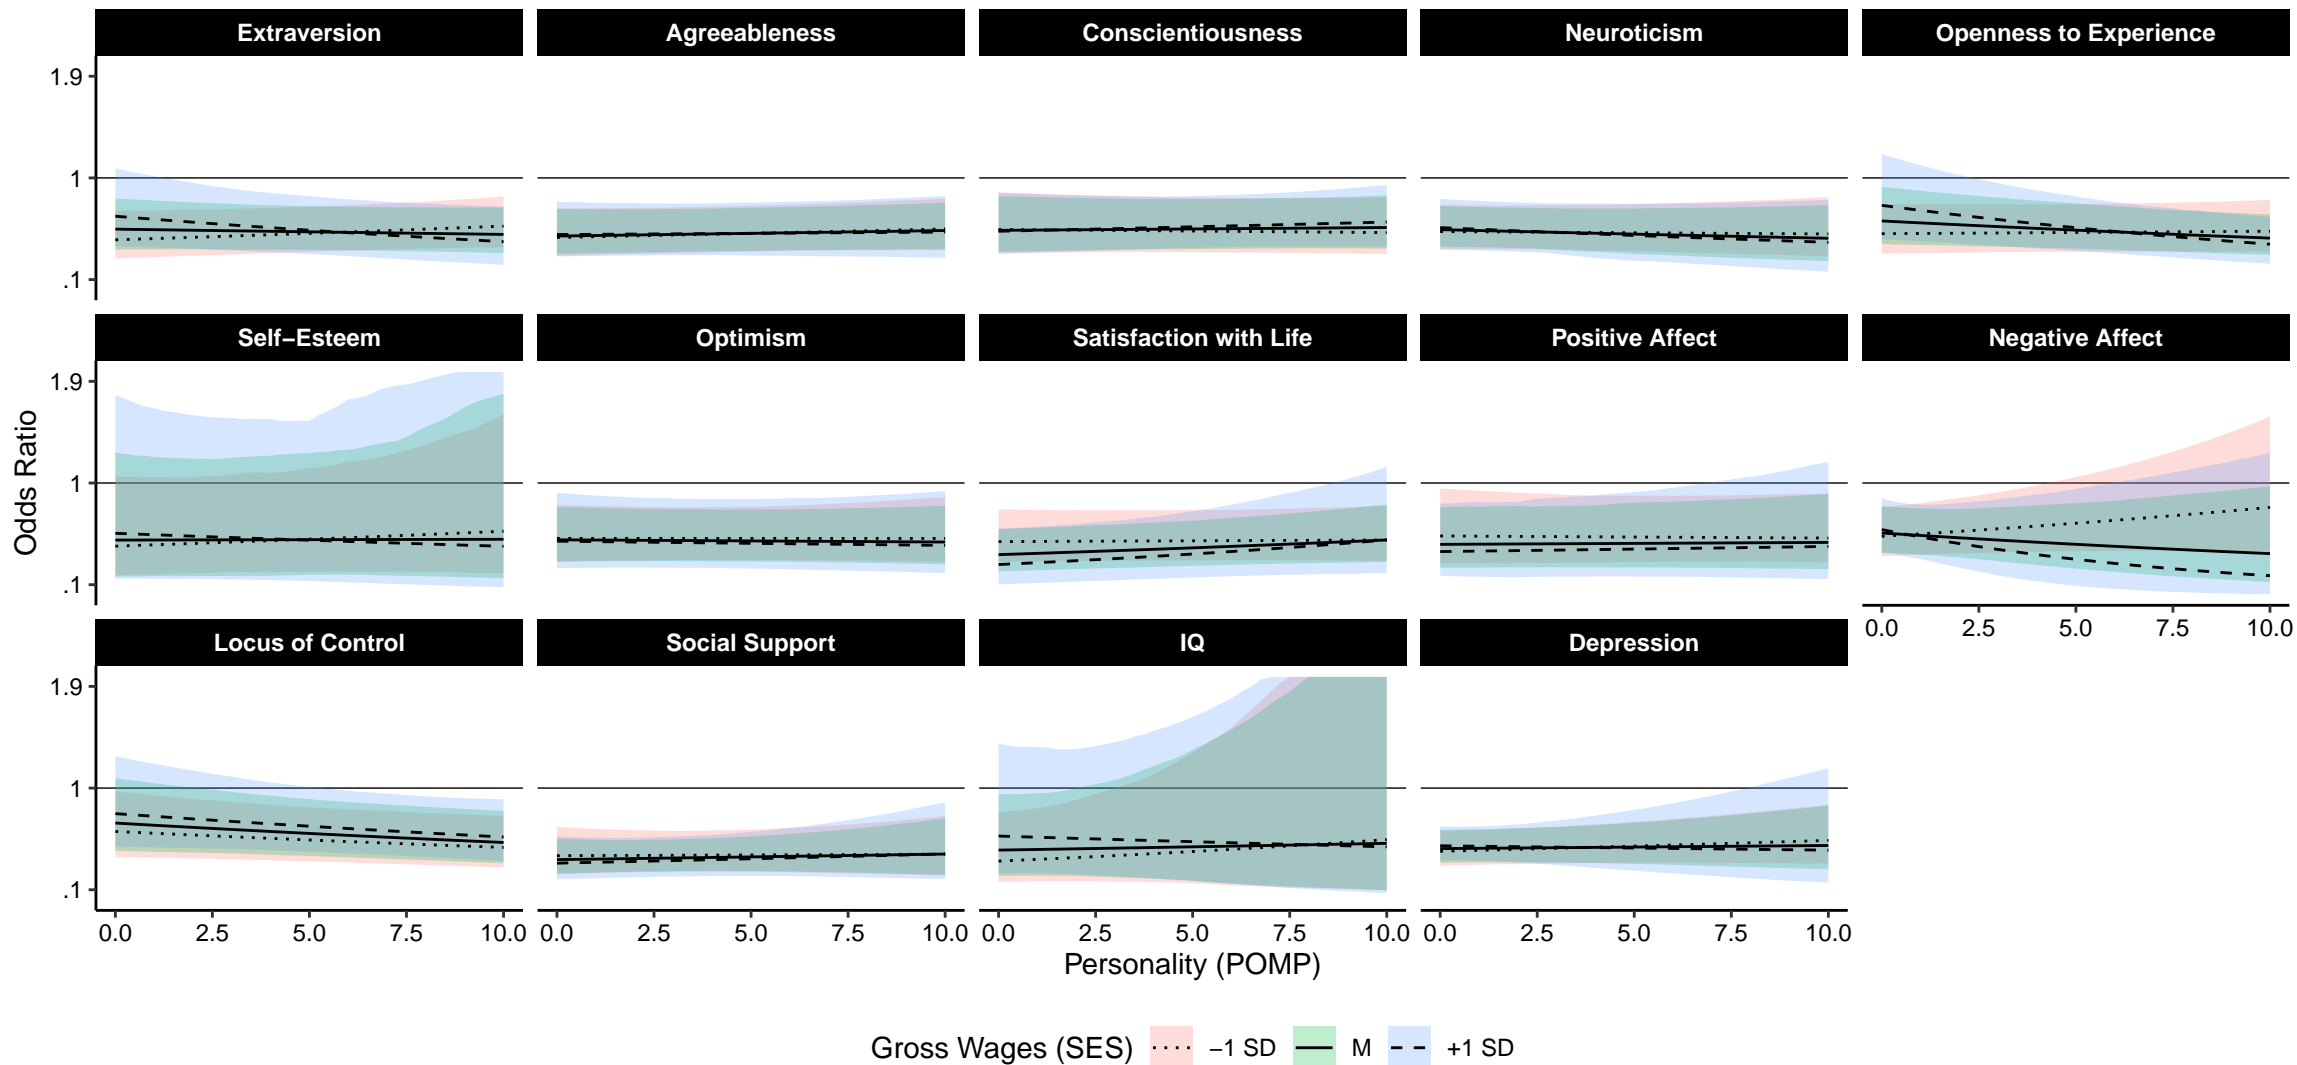 Extraversion Agreeableness Conscientiousness Neuroticism Openness to Experience
1.9
1
.1
Self−Esteem Optimism Satisfaction with Life Positive Affect Negative Affect
1.9
1
.1
Odds Ratio
0.0 2.5 5.0 7.5 10.0
Locus of Control Social Support IQ Depression
1.9
1
.1
0.0 2.5 5.0 7.5 10.0 0.0 2.5 5.0 7.5 10.0 0.0 2.5 5.0 7.5 10.0 0.0 2.5 5.0 7.5 10.0
Personality (POMP)
Gross Wages (SES) −1 SD M +1 SD